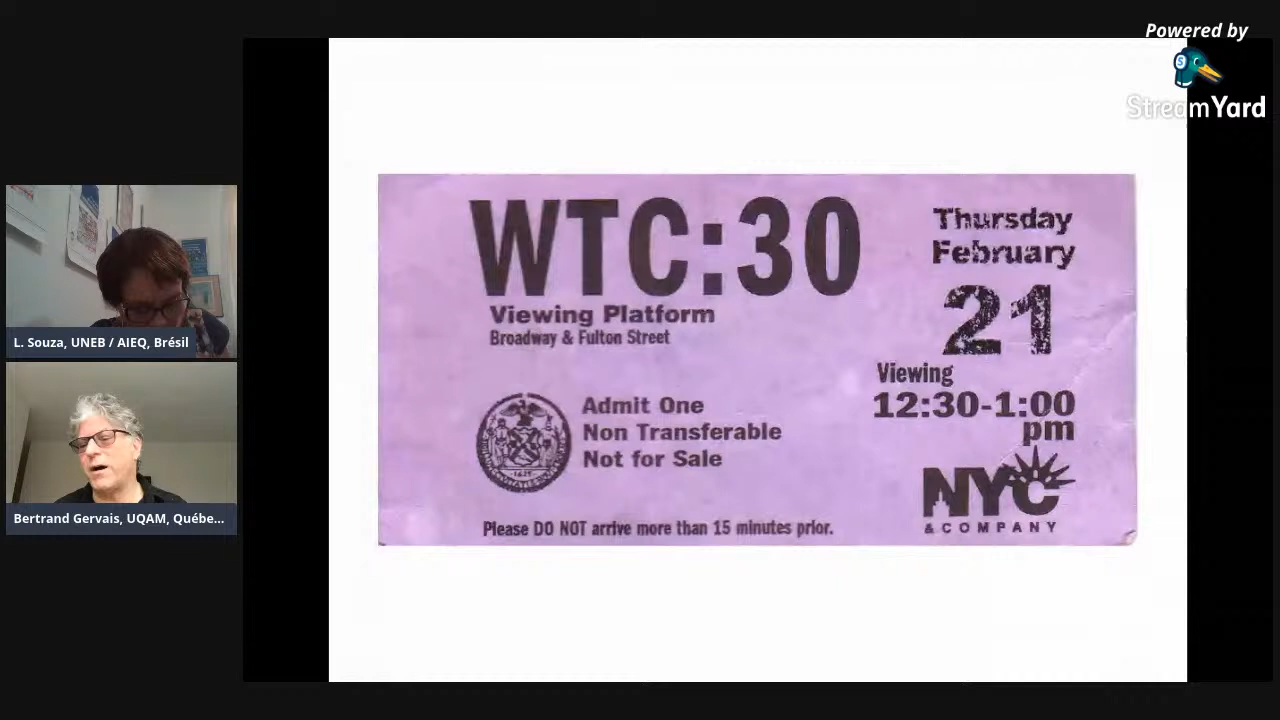 Powered by
StreamYard
WTC:30
Viewing Platform
Broadway & Fulton Street
Thursday
February
21
Viewing
12:30-1:00
pm
Admit One
Non Transferable
Not for Sale
NYC
& COMPANY
Please DO NOT arrive more than 15 minutes prior.
L. Souza, UNEB / AIEQ, Brésil
Bertrand Gervais, UQAM, Québe...